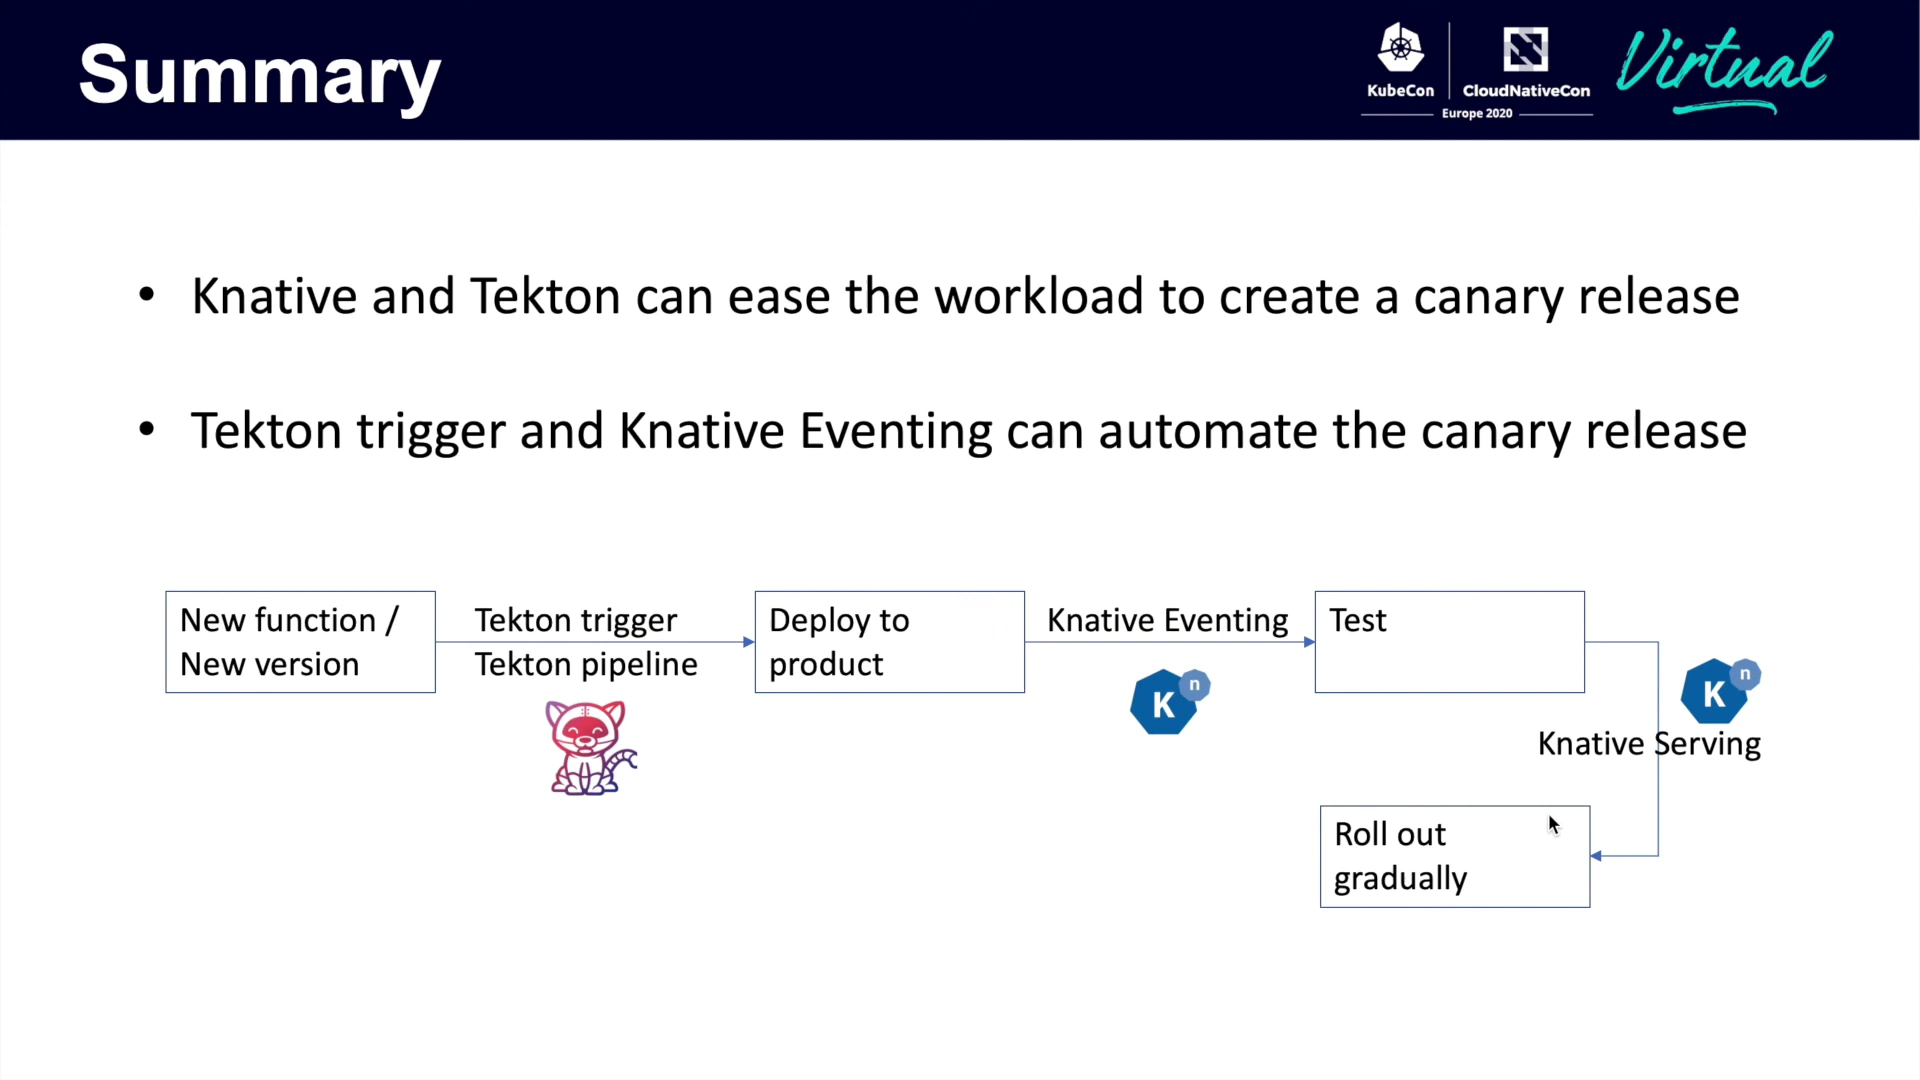 Summary
KubeCon
CloudNativeCon
Europe 2020
Virtual
• Knative and Tekton can ease the workload to create a canary release
• Tekton trigger and Knative Eventing can automate the canary release
New function /
New version
Tekton trigger
Tekton pipeline
Deploy to
product
Knative Eventing
K n
Test
K n
Knative Serving
Roll out
gradually